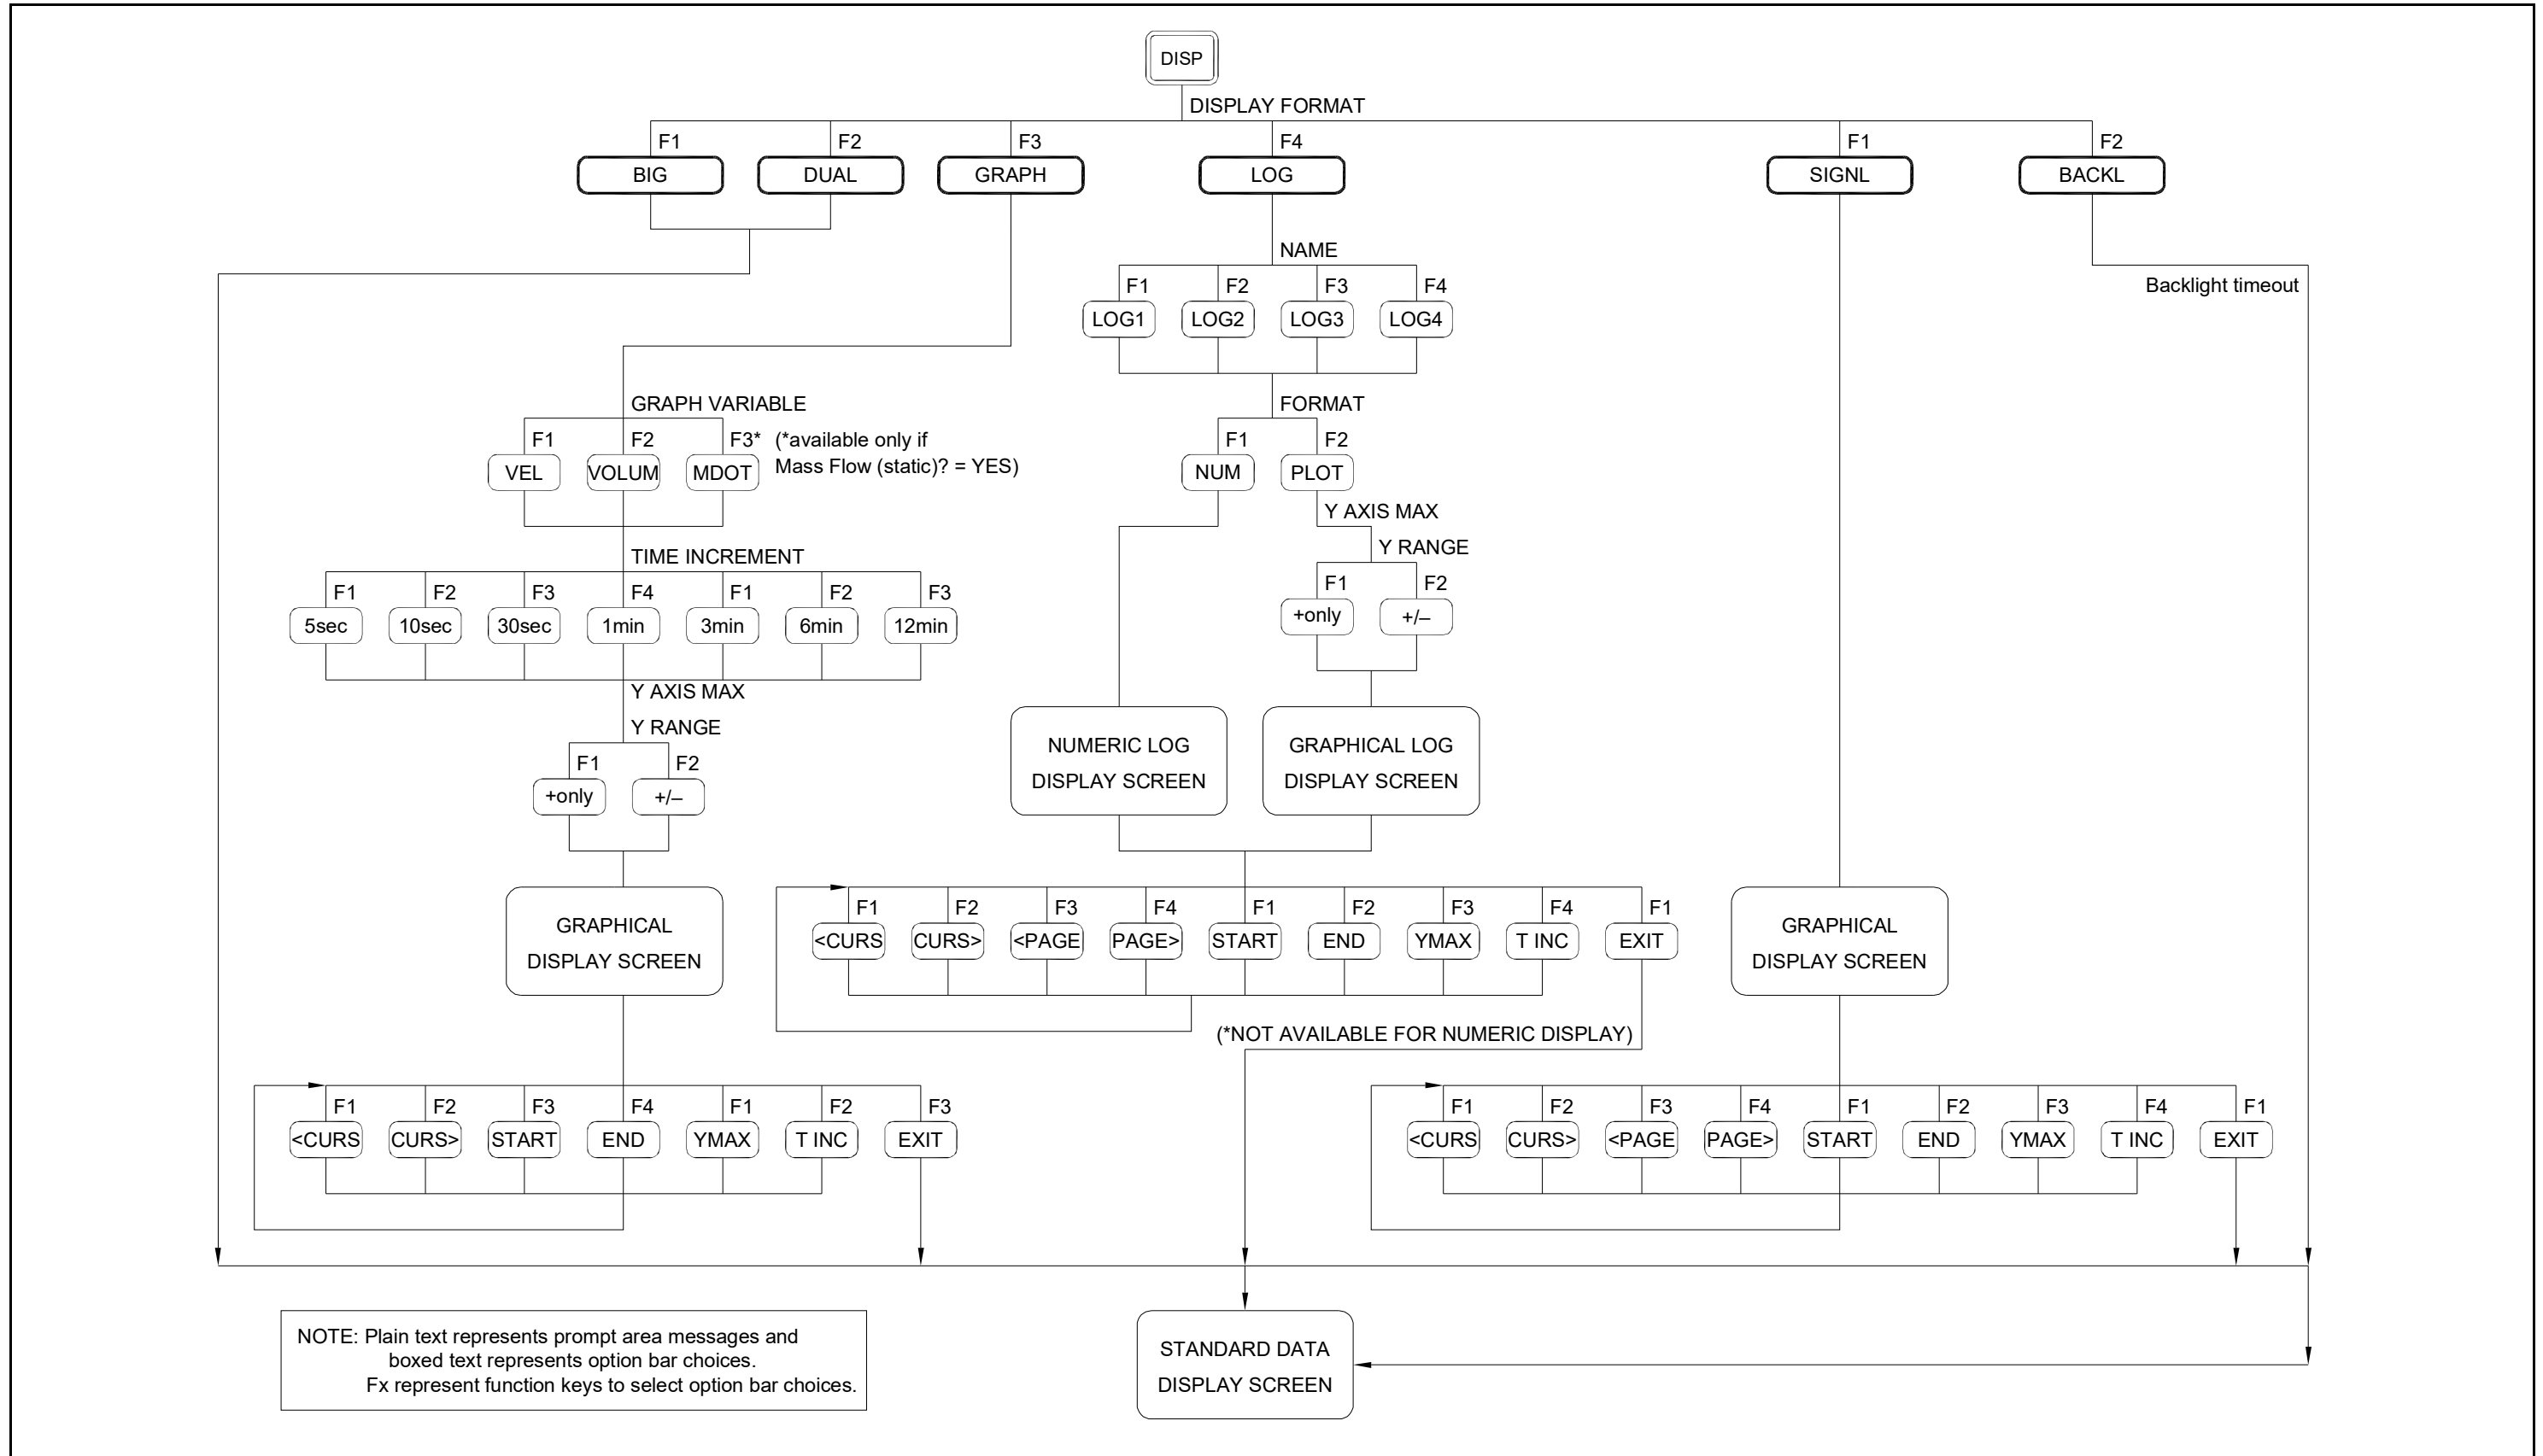 DISP
DISPLAY FORMAT
F1 F2 F3 F4 F1 F2
BIG DUAL GRAPH LOG SIGNL BACKL
NAME
Backlight timeout
F1 F2 F3 F4
LOG1 LOG2 LOG3 LOG4
GRAPH VARIABLE
F1 F2 F3* (*available only if
Mass Flow (static)? = YES)
VEL VOLUM MDOT
FORMAT
F1 F2
NUM PLOT
Y AXIS MAX
Y RANGE
F1 F2
+only +/–
TIME INCREMENT
F1 F2 F3 F4 F1 F2 F3
5sec 10sec 30sec 1min 3min 6min 12min
Y AXIS MAX
Y RANGE
F1 F2
+only +/–
NUMERIC LOG
DISPLAY SCREEN
GRAPHICAL LOG
DISPLAY SCREEN
GRAPHICAL
DISPLAY SCREEN
F1 F2 F3 F4 F1 F2 F3 F4 F1
<CURS CURS> <PAGE PAGE> START END YMAX T INC EXIT
(*NOT AVAILABLE FOR NUMERIC DISPLAY)
GRAPHICAL
DISPLAY SCREEN
F1 F2 F3 F4 F1 F2 F3
<CURS CURS> START END YMAX T INC EXIT
F1 F2 F3 F4 F1 F2 F3 F4 F1
<CURS CURS> <PAGE PAGE> START END YMAX T INC EXIT
NOTE: Plain text represents prompt area messages and
boxed text represents option bar choices.
Fx represent function keys to select option bar choices.
STANDARD DATA
DISPLAY SCREEN